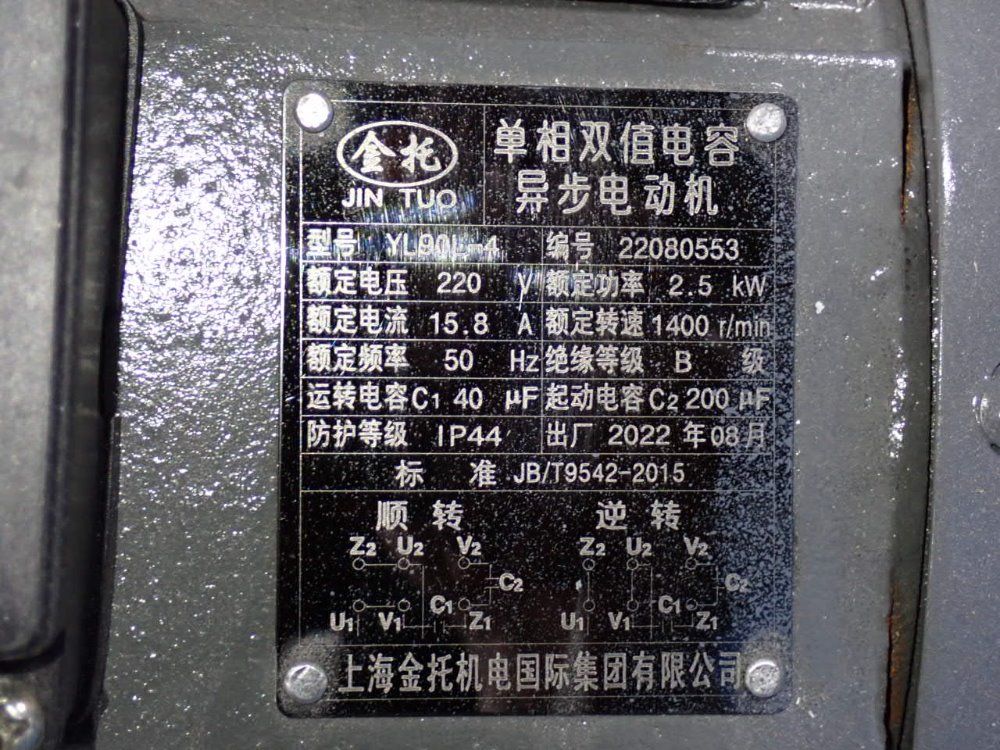 金托
JIN TUO
单相双值电容
异步电动机
型号 YL90L-4 编号 22080553
额定电压 220 V 额定功率 2.5 kW
额定电流 15.8 A 额定转速 1400 r/min
额定频率 50 Hz 绝缘等级 B 级
运转电容C1 40 μF 起动电容C2 200 μF
防护等级 IP44 出厂 2022 年 08 月
标 准 JB/T9542-2015
顺 转 逆 转
Z2 U2 V2 Z2 U2 V2
C2 C2
C1 C1
U1 V1 Z1 U1 V1 Z1
上海金托机电国际集团有限公司